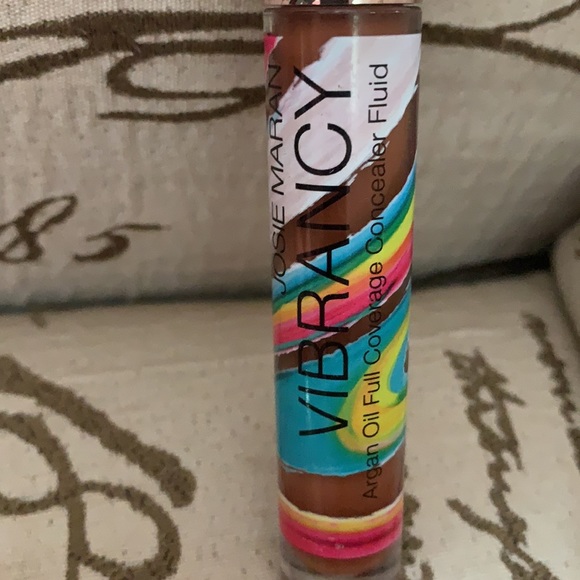 JOSIE MARAN
VIBRANCY
Argan Oil Full Coverage Concealer Fluid
85